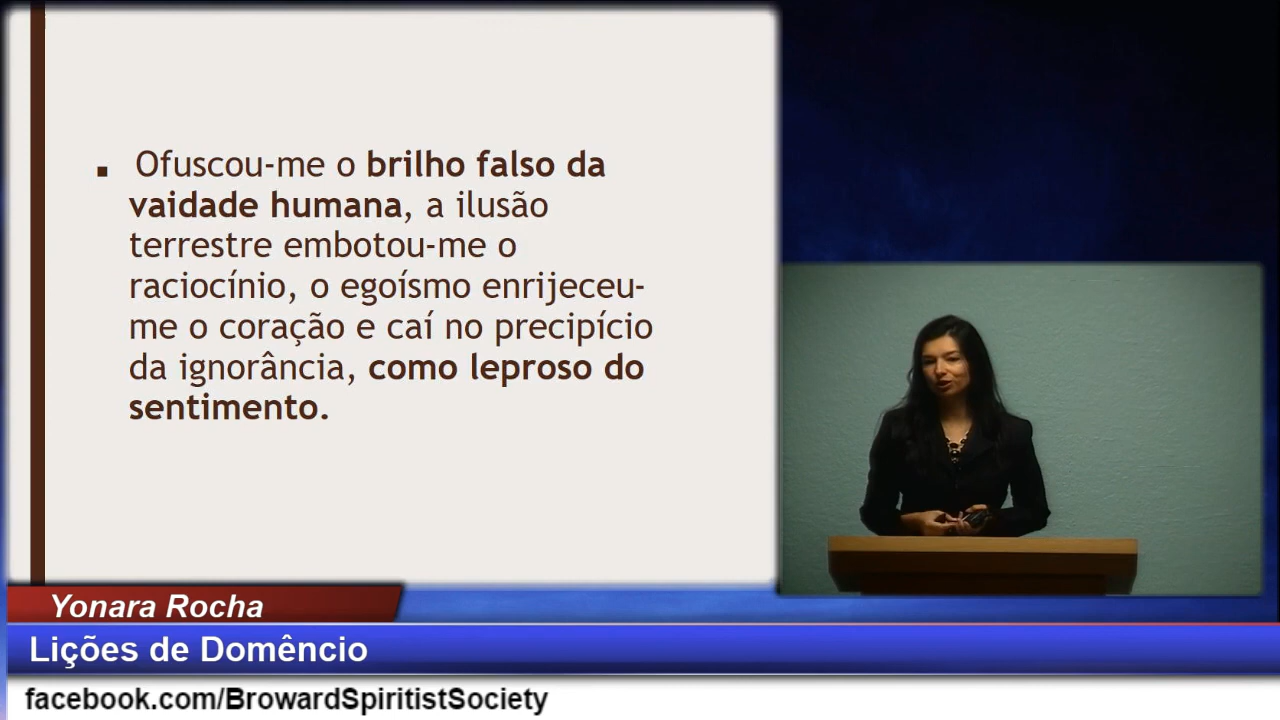 ▪ Ofuscou-me o brilho falso da
vaidade humana, a ilusão
terrestre embotou-me o
raciocínio, o egoísmo enrijeceu-
me o coração e caí no precipício
da ignorância, como leproso do
sentimento.
Yonara Rocha
Lições de Domêncio
facebook.com/BrowardSpiritistSociety